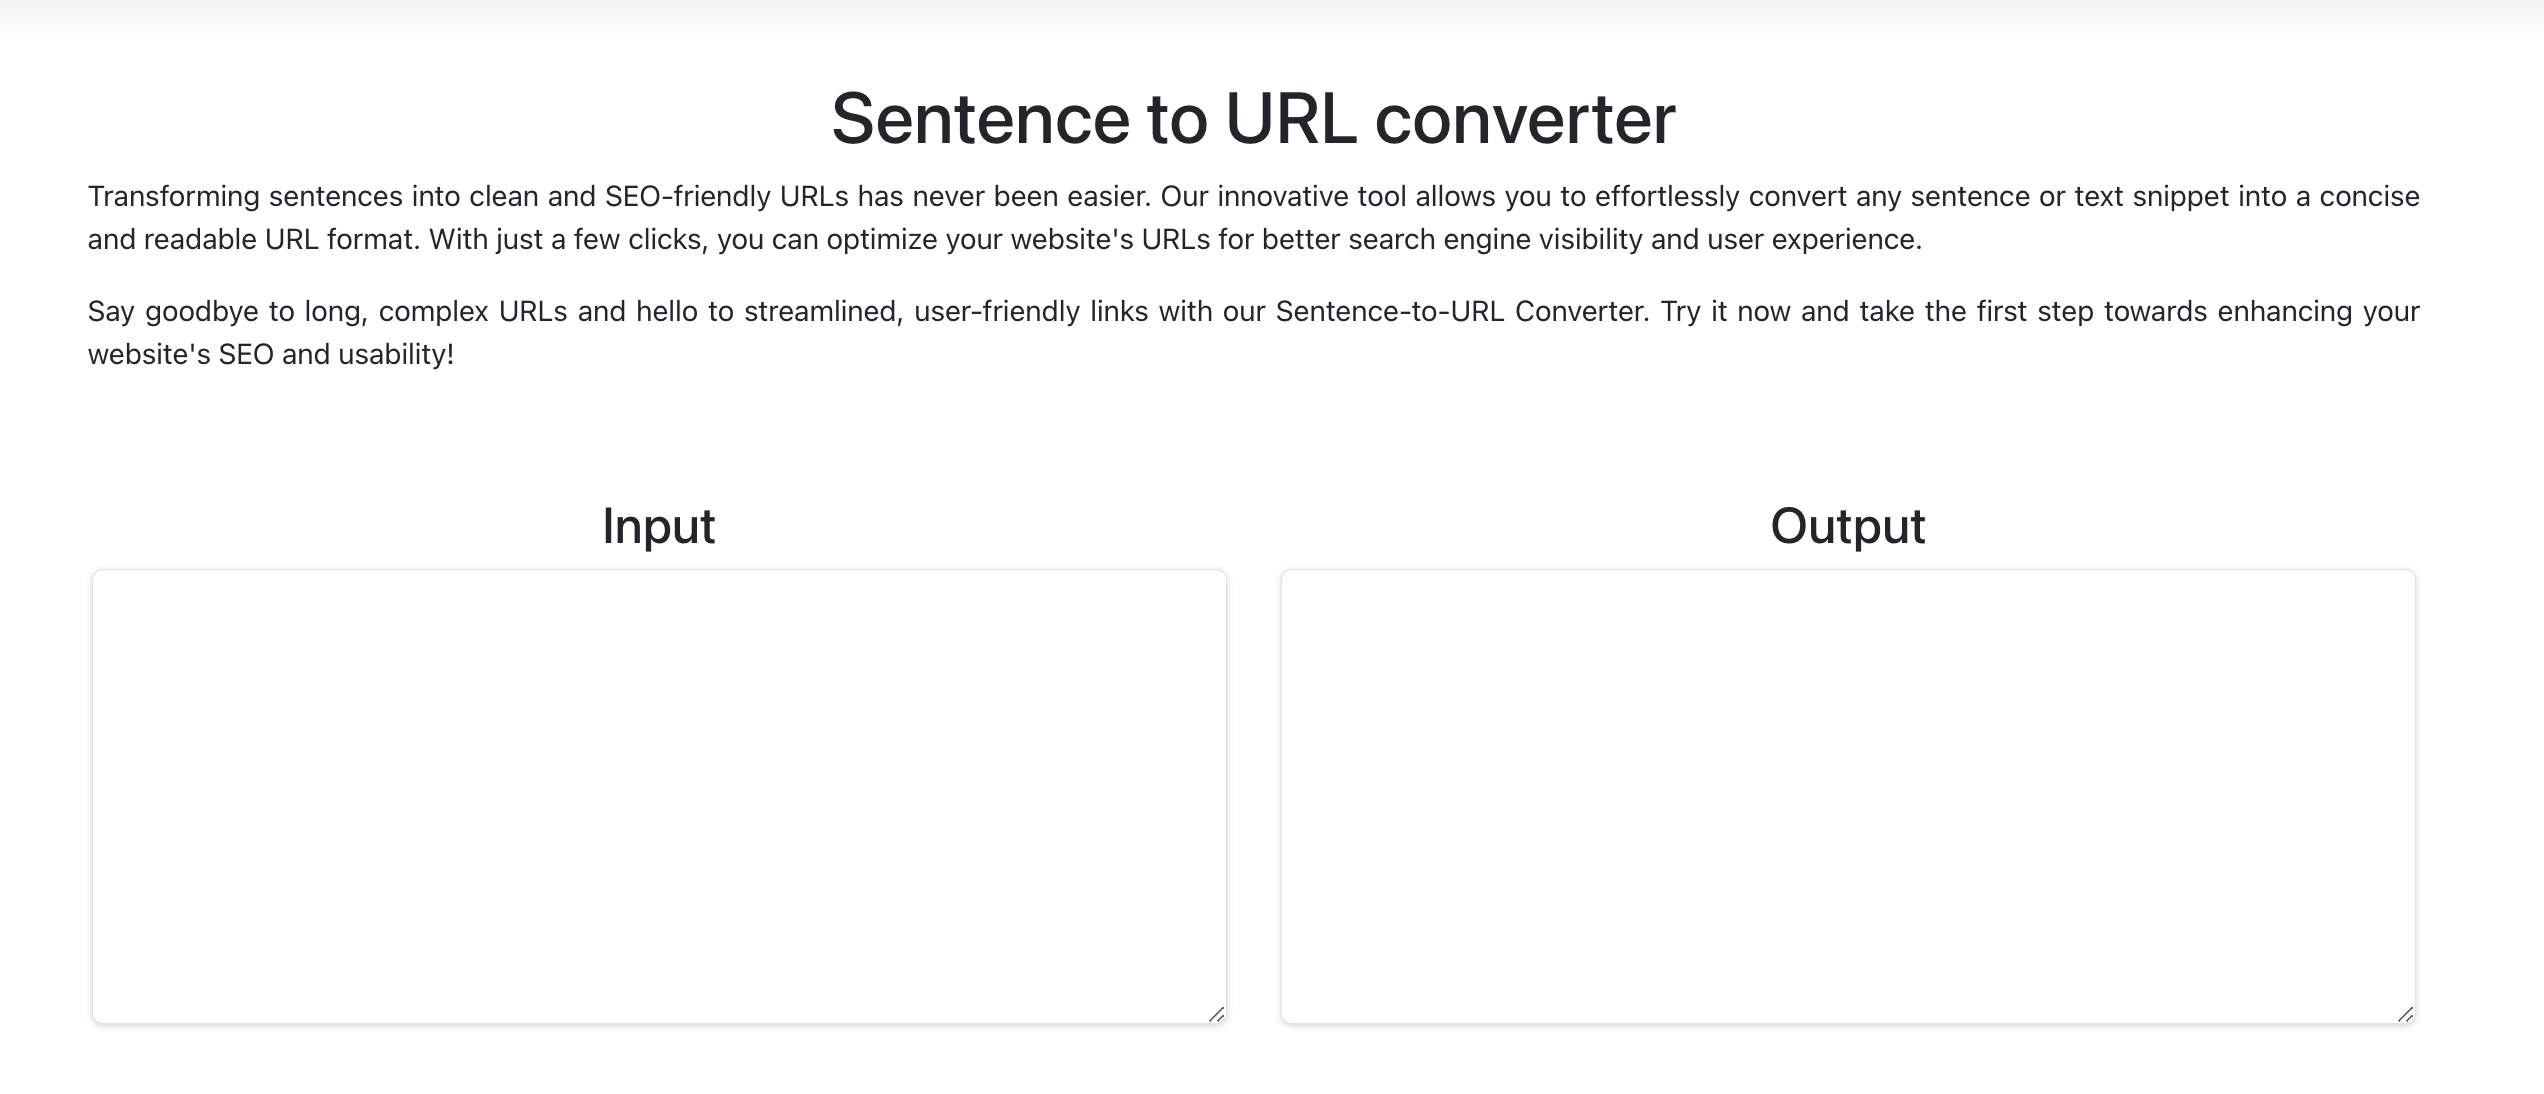 Sentence to URL converter
Transforming sentences into clean and SEO-friendly URLs has never been easier. Our innovative tool allows you to effortlessly convert any sentence or text snippet into a concise
and readable URL format. With just a few clicks, you can optimize your website's URLs for better search engine visibility and user experience.
Say goodbye to long, complex URLs and hello to streamlined, user-friendly links with our Sentence-to-URL Converter. Try it now and take the first step towards enhancing your
website's SEO and usability!
Input
Output